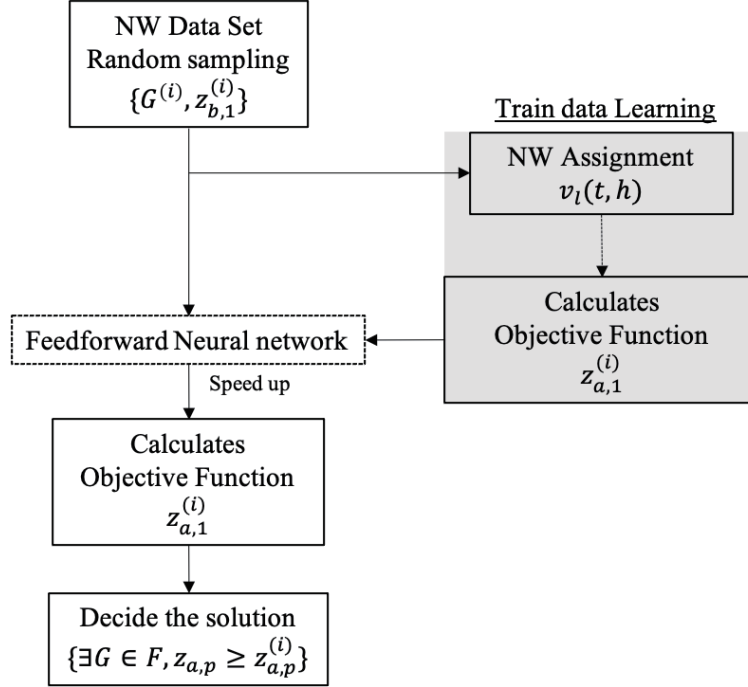 NW Data Set
Random sampling
{G^{(i)}, z_{b,1}^{(i)}}
Train data Learning
NW Assignment
v_l(t, h)
Calculates
Objective Function
z_{a,1}^{(i)}
Feedforward Neural network
Speed up
Calculates
Objective Function
z_{a,1}^{(i)}
Decide the solution
{∃G ∈ F, z_{a,p} ≥ z_{a,p}^{(i)}}